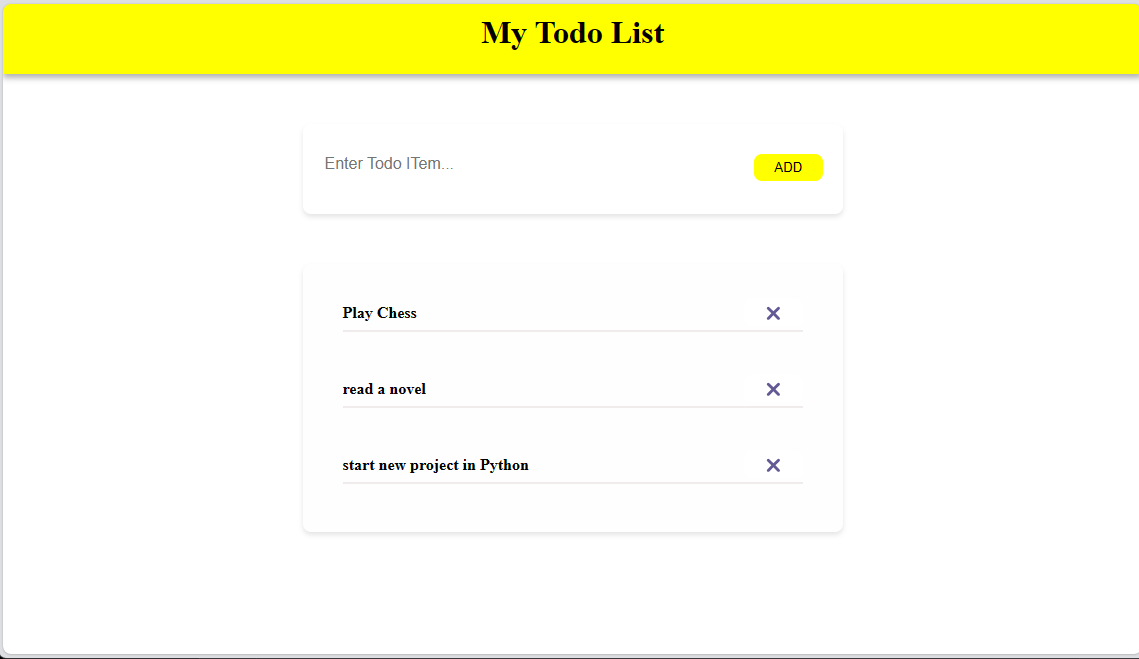 My Todo List
Enter Todo ITem...
ADD
Play Chess
read a novel
start new project in Python